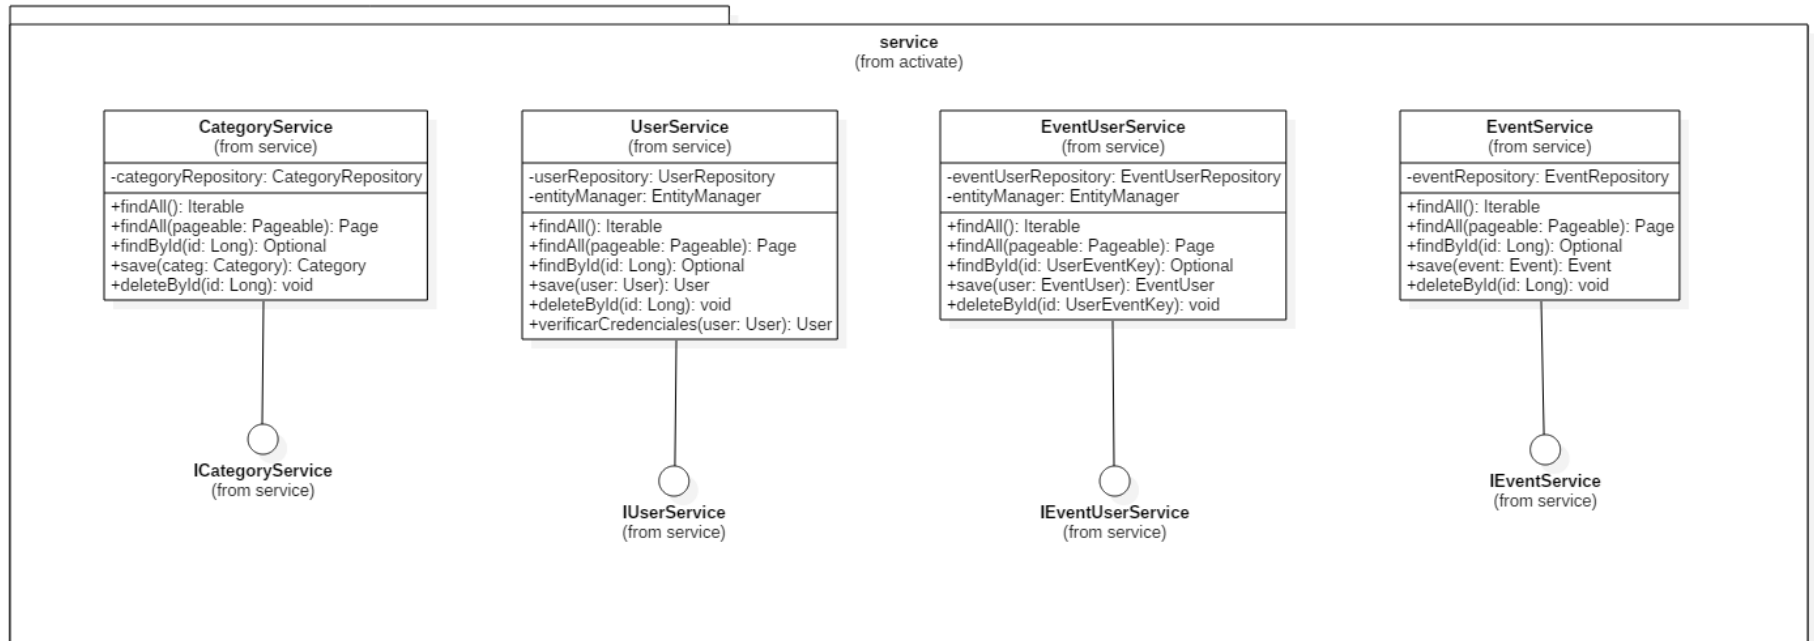 service
(from activate)
CategoryService
(from service)
-categoryRepository: CategoryRepository
+findAll(): Iterable
+findAll(pageable: Pageable): Page
+findById(id: Long): Optional
+save(categ: Category): Category
+deleteById(id: Long): void
ICategoryService
(from service)
UserService
(from service)
-userRepository: UserRepository
-entityManager: EntityManager
+findAll(): Iterable
+findAll(pageable: Pageable): Page
+findById(id: Long): Optional
+save(user: User): User
+deleteById(id: Long): void
+verificarCredenciales(user: User): User
IUserService
(from service)
EventUserService
(from service)
-eventUserRepository: EventUserRepository
-entityManager: EntityManager
+findAll(): Iterable
+findAll(pageable: Pageable): Page
+findById(id: UserEventKey): Optional
+save(user: EventUser): EventUser
+deleteById(id: UserEventKey): void
IEventUserService
(from service)
EventService
(from service)
-eventRepository: EventRepository
+findAll(): Iterable
+findAll(pageable: Pageable): Page
+findById(id: Long): Optional
+save(event: Event): Event
+deleteById(id: Long): void
IEventService
(from service)